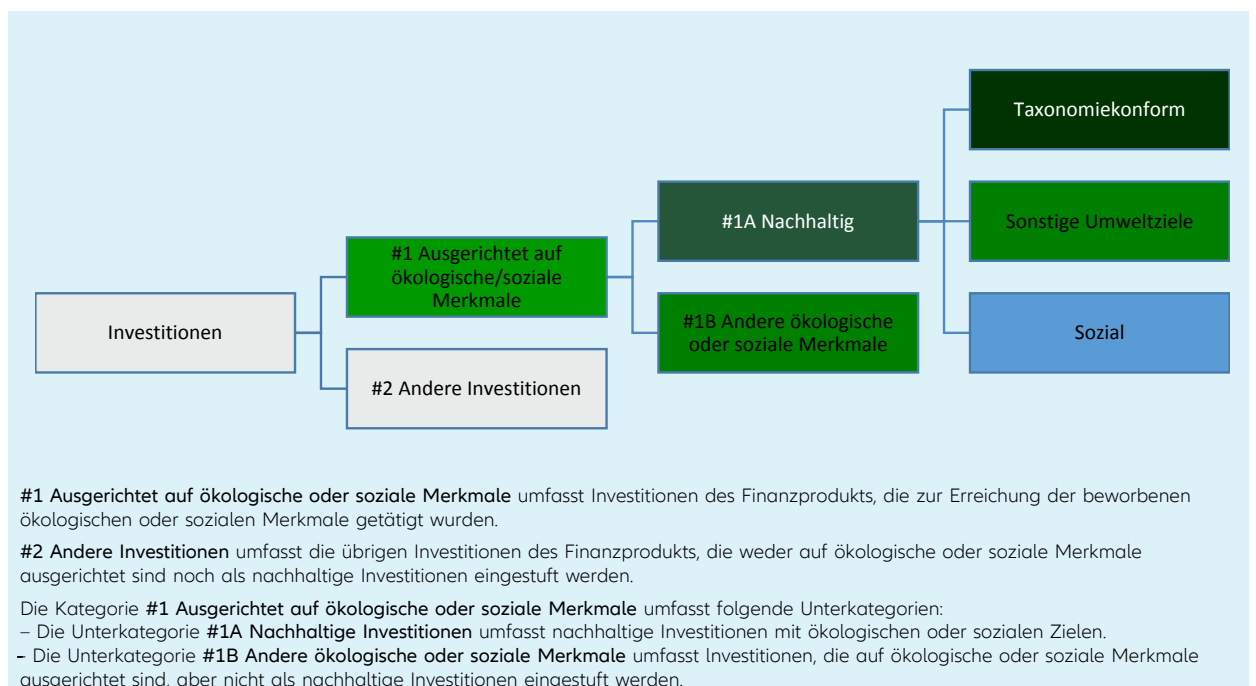 Taxonomiekonform
#1A Nachhaltig
Sonstige Umweltziele
#1 Ausgerichtet auf
ökologische/soziale
Merkmale
Investitionen
#1B Andere ökologische
oder soziale Merkmale
Sozial
#2 Andere Investitionen
#1 Ausgerichtet auf ökologische oder soziale Merkmale umfasst Investitionen des Finanzprodukts, die zur Erreichung der beworbenen
ökologischen oder sozialen Merkmale getätigt wurden.
#2 Andere Investitionen umfasst die übrigen Investitionen des Finanzprodukts, die weder auf ökologische oder soziale Merkmale
ausgerichtet sind noch als nachhaltige Investitionen eingestuft werden.
Die Kategorie #1 Ausgerichtet auf ökologische oder soziale Merkmale umfasst folgende Unterkategorien:
– Die Unterkategorie #1A Nachhaltige Investitionen umfasst nachhaltige Investitionen mit ökologischen oder sozialen Zielen.
- Die Unterkategorie #1B Andere ökologische oder soziale Merkmale umfasst Investitionen, die auf ökologische oder soziale Merkmale
ausgerichtet sind, aber nicht als nachhaltige Investitionen eingestuft werden.